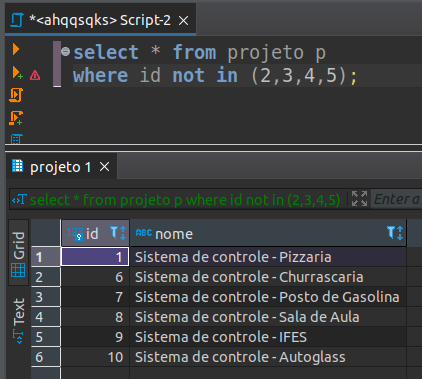 *<ahqqsqks> Script-2
select * from projeto p
where id not in (2,3,4,5);
projeto 1
select * from projeto p where id not in (2,3,4,5)
Enter a
Grid
Text
id nome
1 1 Sistema de controle - Pizzaria
2 6 Sistema de controle - Churrascaria
3 7 Sistema de controle - Posto de Gasolina
4 8 Sistema de controle - Sala de Aula
5 9 Sistema de controle - IFES
6 10 Sistema de controle - Autoglass